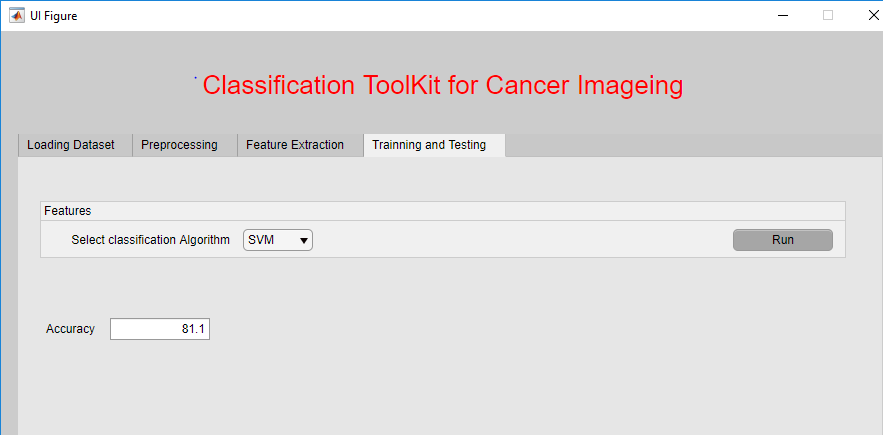 UI Figure
Classification ToolKit for Cancer Imageing
Loading Dataset Preprocessing Feature Extraction Trainning and Testing
Features
Select classification Algorithm SVM Run
Accuracy 81.1